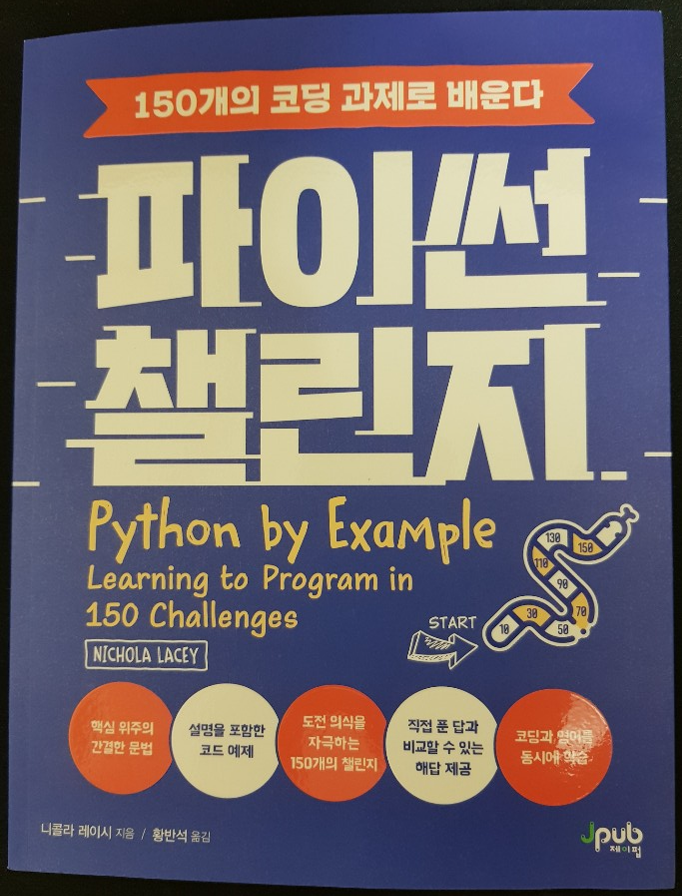 150개의 코딩 과제로 배운다
파이썬
챌린지
Python by Example
Learning to Program in
150 Challenges
NICHOLA LACEY
START
10
30
50
70
90
110
130
150
핵심 위주의
간결한 문법
설명을 포함한
코드 예제
도전 의식을
자극하는
150개의 챌린지
직접 푼 답과
비교할 수 있는
해답 제공
코딩과 영어를
동시에 학습
니콜라 레이시 지음 / 황반석 옮김
Jpub
제이펍